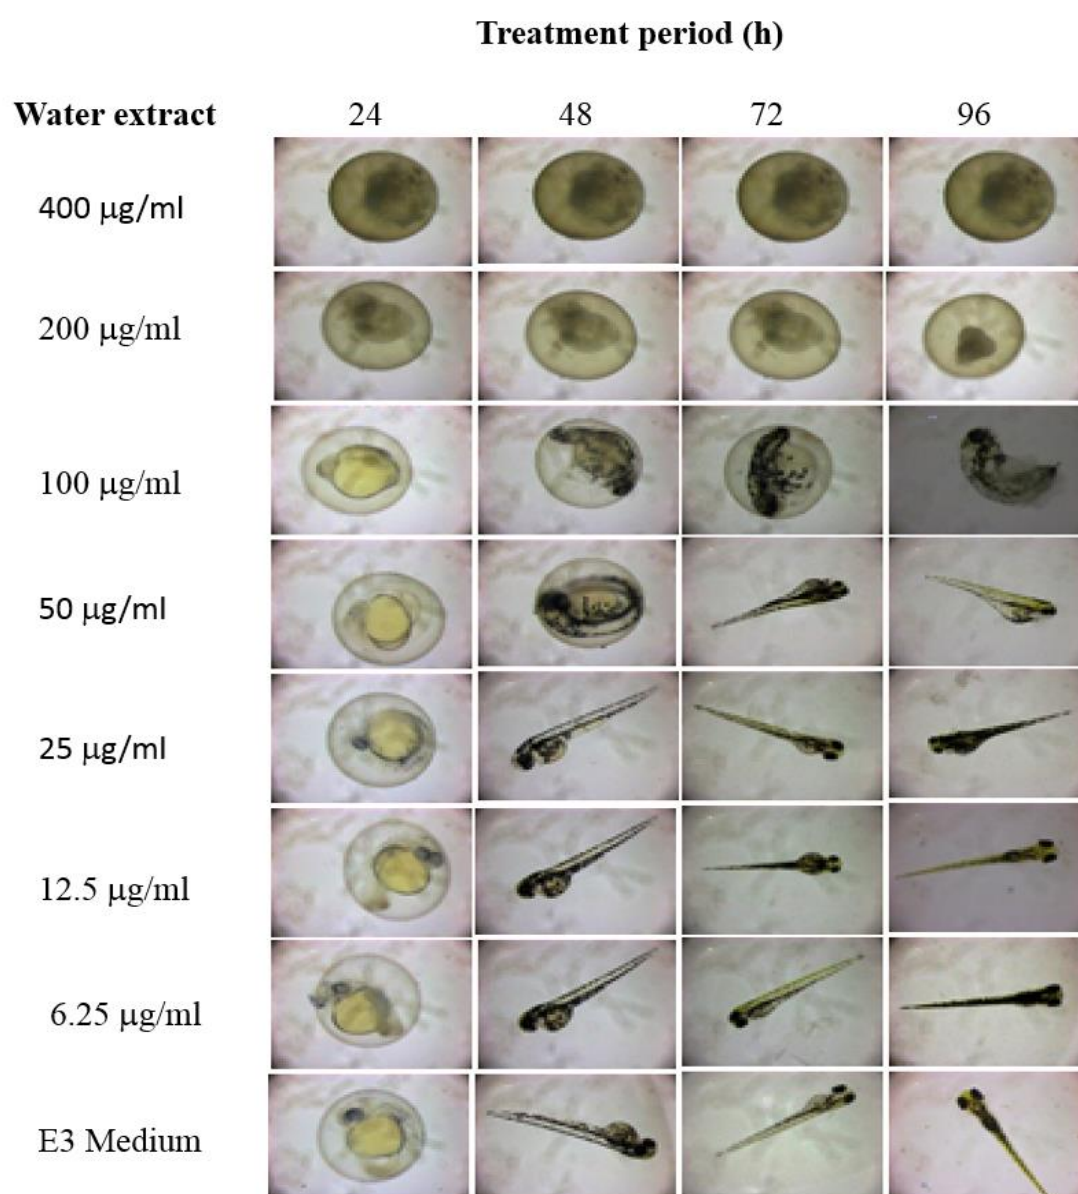 Treatment period (h)
Water extract 24 48 72 96
400 µg/ml
200 µg/ml
100 µg/ml
50 µg/ml
25 µg/ml
12.5 µg/ml
6.25 µg/ml
E3 Medium